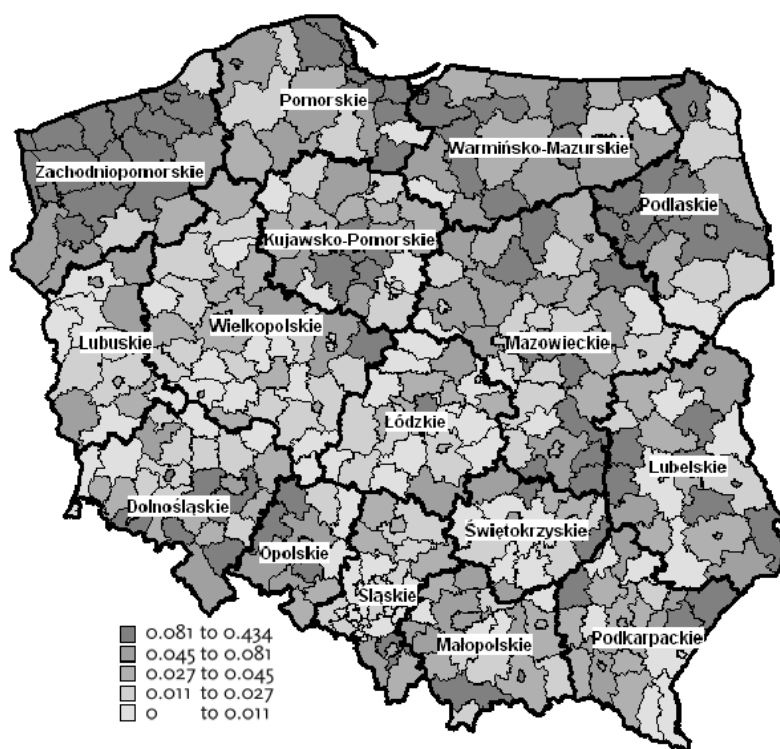 Pomorskie
Warmińsko-Mazurskie
Zachodniopomorskie
Podlaskie
Kujawsko-Pomorskie
Wielkopolskie
Mazowieckie
Lubuskie
Łódzkie
Lubelskie
Dolnośląskie
Świętokrzyskie
Opolskie
Śląskie
Małopolskie
Podkarpackie
0.081 to 0.434
0.045 to 0.081
0.027 to 0.045
0.011 to 0.027
0 to 0.011